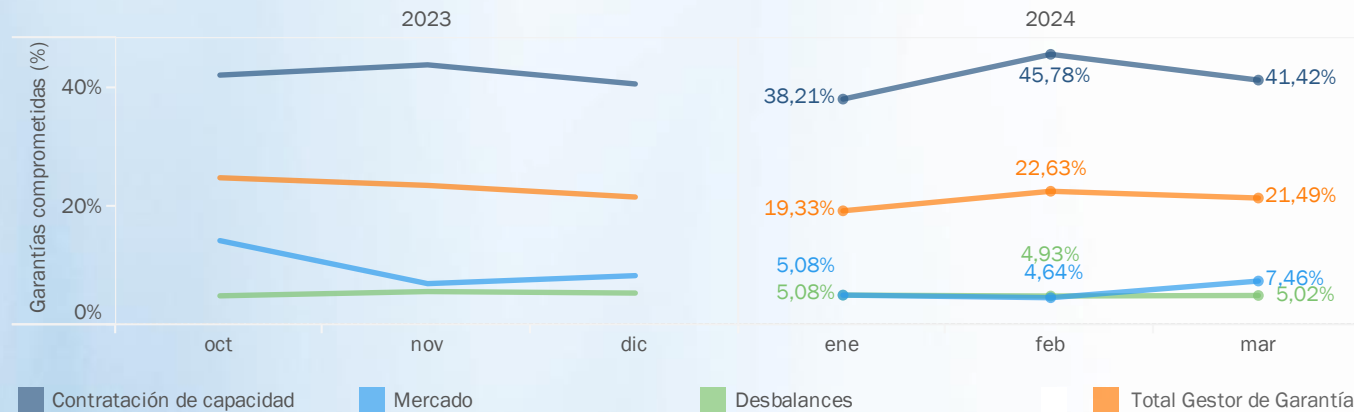 2023
2024
Garantías comprometidas (%)
40%
20%
0%
38,21%
45,78%
41,42%
19,33%
22,63%
21,49%
5,08%
4,93%
4,64%
7,46%
5,08%
5,02%
oct
nov
dic
ene
feb
mar
Contratación de capacidad
Mercado
Desbalances
Total Gestor de Garantía